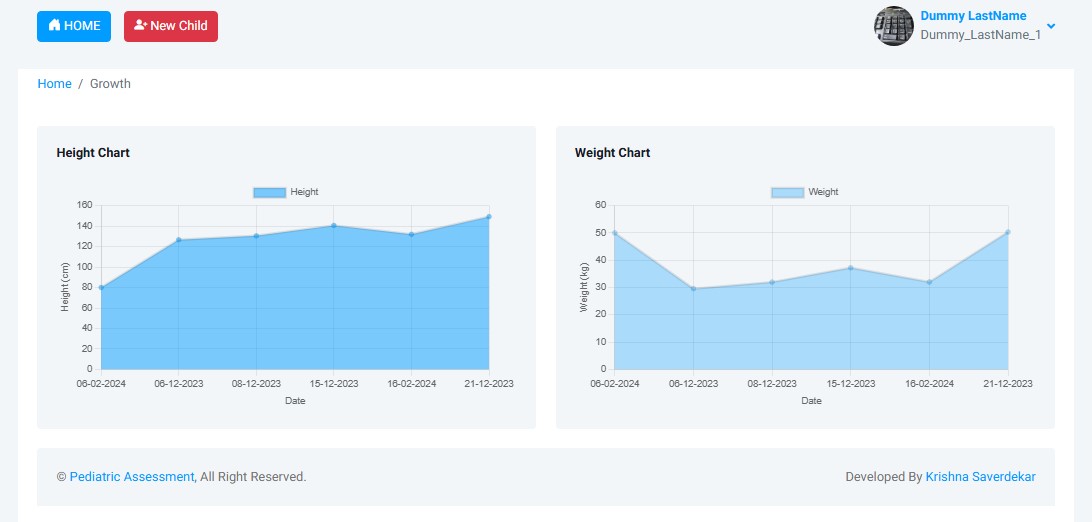 HOME
New Child
Dummy LastName
Dummy_LastName_1
Home / Growth
Height Chart
Height
160
140
120
100
80
60
40
20
0
Height (cm)
06-02-2024 06-12-2023 08-12-2023 15-12-2023 16-02-2024 21-12-2023
Date
Weight Chart
Weight
60
50
40
30
20
10
0
Weight (kg)
06-02-2024 06-12-2023 08-12-2023 15-12-2023 16-02-2024 21-12-2023
Date
© Pediatric Assessment, All Right Reserved.
Developed By Krishna Saverdekar